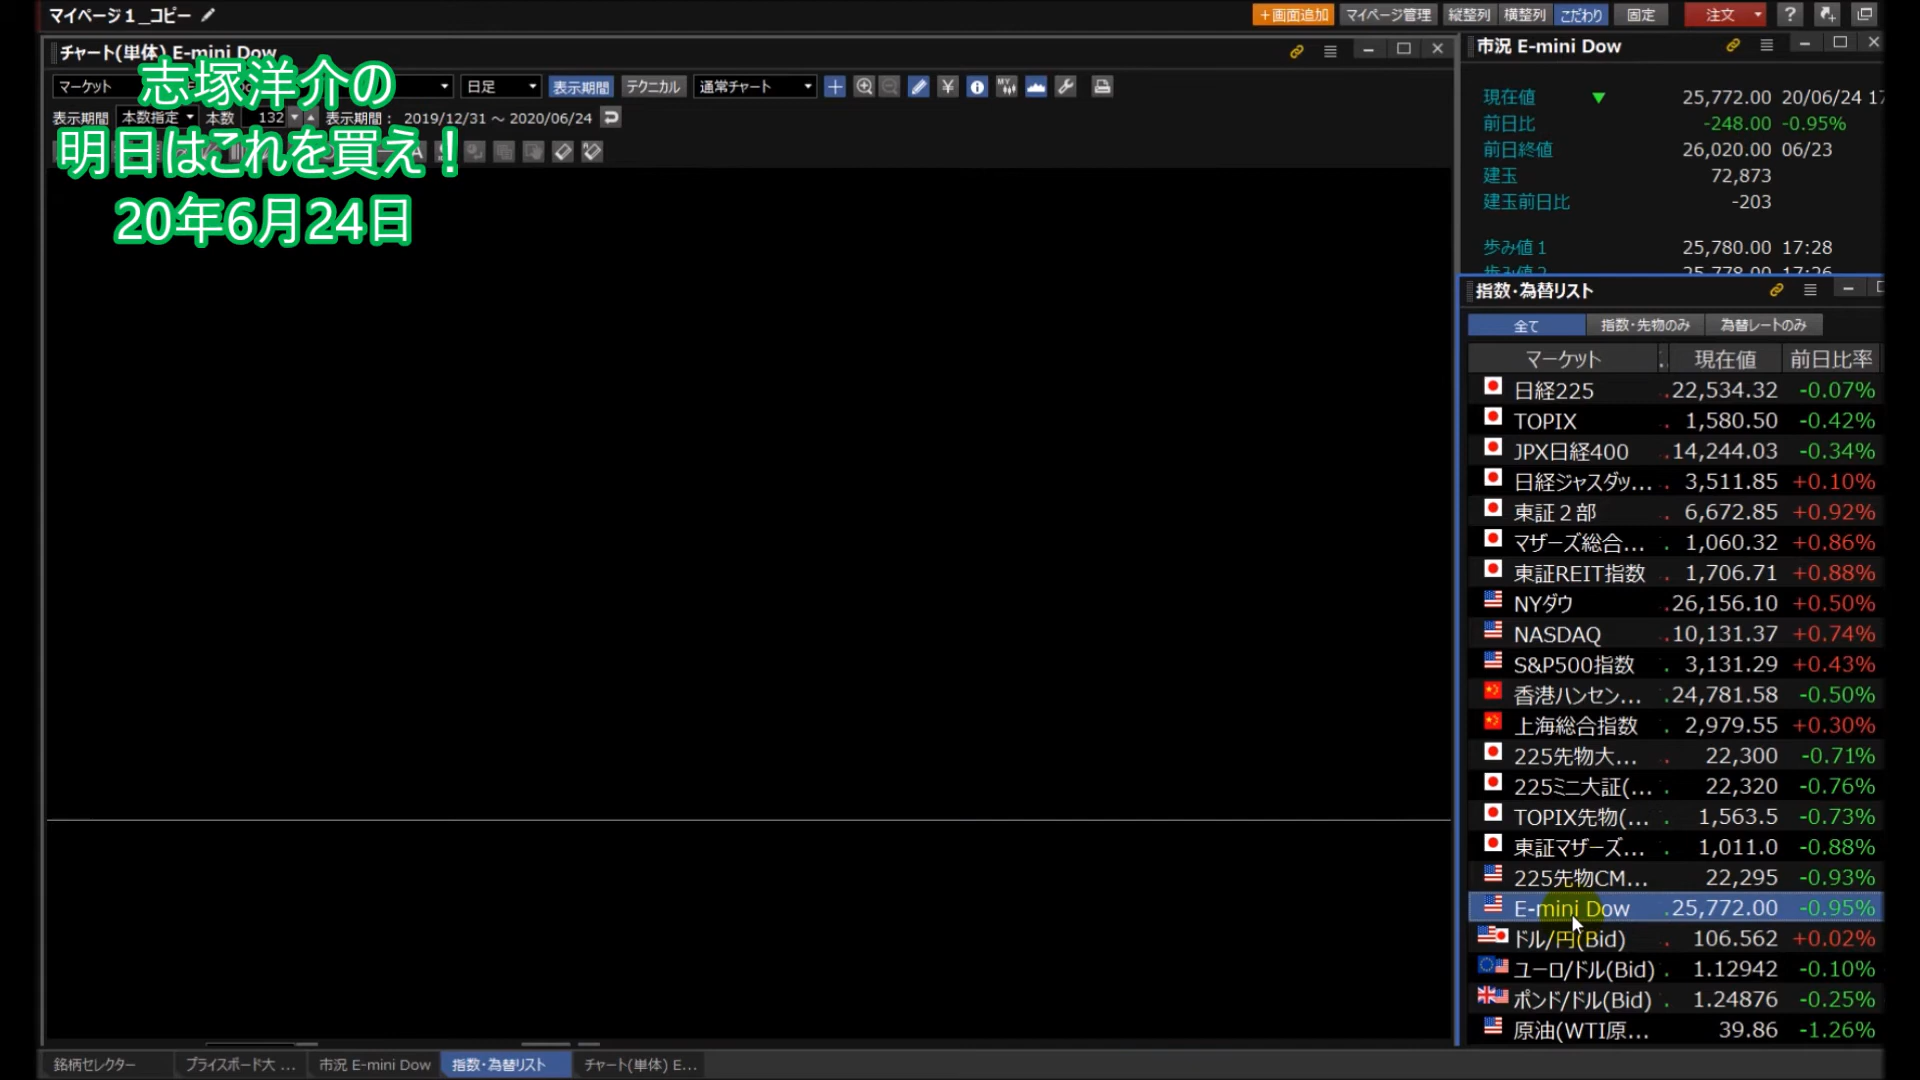 マイページ１_コピー
＋画面追加 マイページ管理 縦整列 横整列 こだわり 固定 注文 ?
チャート(単体) E-mini Dow
マーケット 日足 表示期間 テクニカル 通常チャート
表示期間 本数指定 本数 132 表示期間： 2019/12/31 ～ 2020/06/24
志塚洋介の
明日はこれを買え！
20年6月24日
市況 E-mini Dow
現在値 ▼ 25,772.00 20/06/24 17
前日比 -248.00 -0.95%
前日終値 26,020.00 06/23
建玉 72,873
建玉前日比 -203
歩み値１ 25,780.00 17:28
歩み値２ 25,778.00 17:26
指数・為替リスト
全て 指数・先物のみ 為替レートのみ
マーケット 現在値 前日比率
日経225 22,534.32 -0.07%
TOPIX 1,580.50 -0.42%
JPX日経400 14,244.03 -0.34%
日経ジャスダッ... 3,511.85 +0.10%
東証２部 6,672.85 +0.92%
マザーズ総合... 1,060.32 +0.86%
東証REIT指数 1,706.71 +0.88%
NYダウ 26,156.10 +0.50%
NASDAQ 10,131.37 +0.74%
S&P500指数 3,131.29 +0.43%
香港ハンセン... 24,781.58 -0.50%
上海総合指数 2,979.55 +0.30%
225先物大... 22,300 -0.71%
225ミニ大証(... 22,320 -0.76%
TOPIX先物(... 1,563.5 -0.73%
東証マザーズ... 1,011.0 -0.88%
225先物CM... 22,295 -0.93%
E-mini Dow 25,772.00 -0.95%
ドル/円(Bid) 106.562 +0.02%
ユーロ/ドル(Bid) 1.12942 -0.10%
ポンド/ドル(Bid) 1.24876 -0.25%
原油(WTI原... 39.86 -1.26%
銘柄セレクター プライスボード大 ... 市況 E-mini Dow 指数・為替リスト チャート(単体) E...